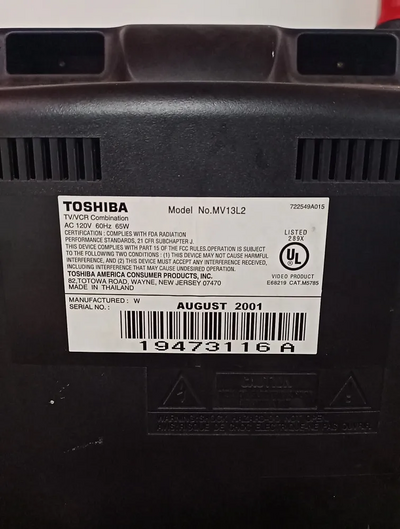 TOSHIBA Model No.MV13L2 722549A015
TV/VCR Combination
AC 120V 60Hz 65W
CERTIFICATION : COMPLIES WITH FDA RADIATION
PERFORMANCE STANDARDS, 21 CFR SUBCHAPTER J.
THIS DEVICE COMPLIES WITH PART 15 OF THE FCC RULES.OPERATION IS SUBJECT
TO THE FOLLOWING TWO CONDITIONS : (1) THIS DEVICE MAY NOT CAUSE HARMFUL
INTERFERENCE, AND (2) THIS DEVICE MUST ACCEPT ANY INTERFERENCE RECEIVED,
INCLUDING INTERFERENCE THAT MAY CAUSE UNDESIRED OPERATION.
TOSHIBA AMERICA CONSUMER PRODUCTS, INC.
82,TOTOWA ROAD, WAYNE, NEW JERSEY 07470
MADE IN THAILAND
LISTED
289X
UL
VIDEO PRODUCT
E66219 CAT.M5785
MANUFACTURED : W AUGUST 2001
SERIAL NO. :
19473116A
CAUTION